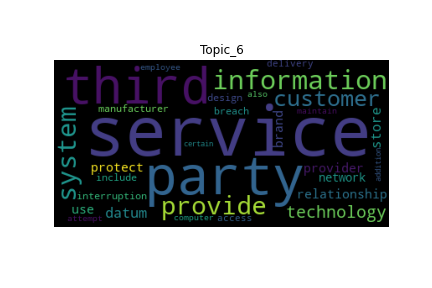 Topic_6
employee
delivery
third
information
design
customer
manufacturer
also
breach
brand
store
system
service
certain
maintain
protect
party
provider
include
network
addition
interruption
provide
relationship
use
datum
technology
attempt
computer
access